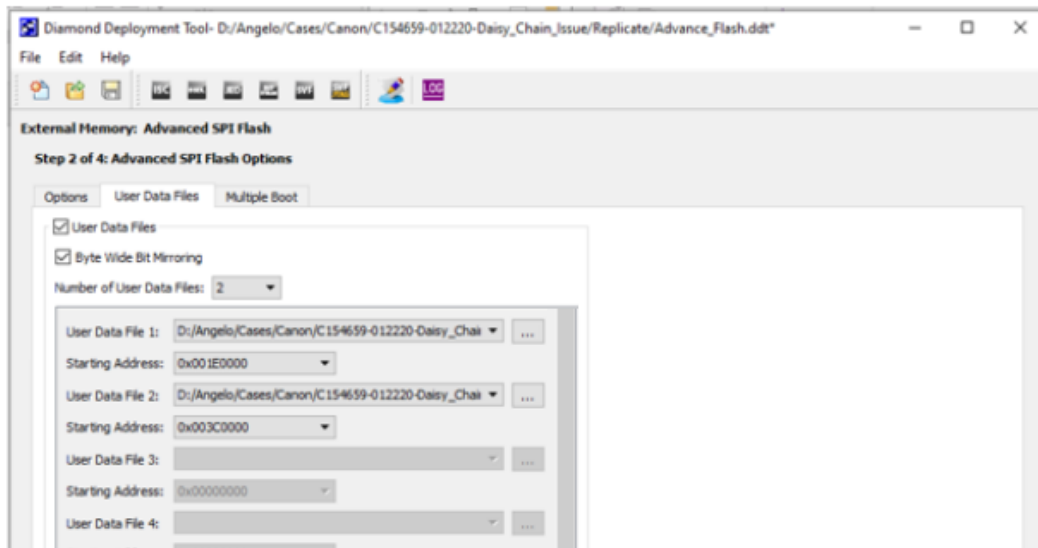 Diamond Deployment Tool- D:/Angelo/Cases/Canon/C154659-012220-Daisy_Chain_Issue/Replicate/Advance_Flash.ddt*
File Edit Help
LOG
External Memory: Advanced SPI Flash
Step 2 of 4: Advanced SPI Flash Options
Options User Data Files Multiple Boot
User Data Files
Byte Wide Bit Mirroring
Number of User Data Files: 2
User Data File 1: D:/Angelo/Cases/Canon/C154659-012220-Daisy_Chai ...
Starting Address: 0x001E0000
User Data File 2: D:/Angelo/Cases/Canon/C154659-012220-Daisy_Chai ...
Starting Address: 0x003C0000
User Data File 3: ...
Starting Address: 0x00000000
User Data File 4: ...